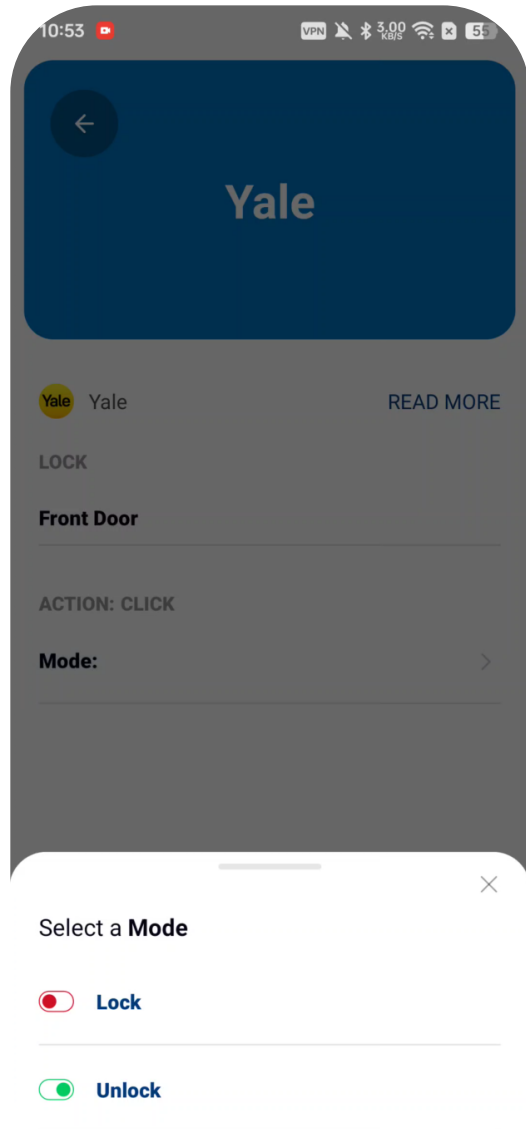 10:53
VPN 3.00 KB/S 55
Yale
Yale Yale READ MORE
LOCK
Front Door
ACTION: CLICK
Mode:
Select a Mode
Lock
Unlock